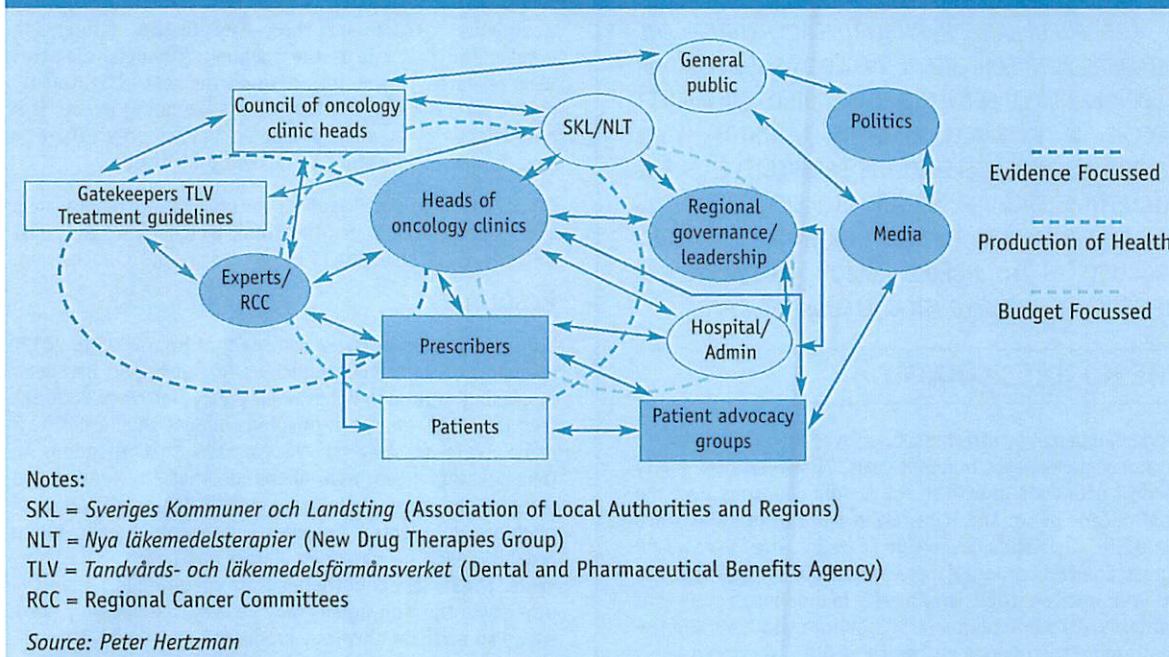 General
public
Council of oncology
clinic heads
SKL/NLT
Politics
Evidence Focussed
Gatekeepers TLV
Treatment guidelines
Heads of
oncology clinics
Regional
governance/
leadership
Media
Production of Health
Experts/
RCC
Budget Focussed
Hospital/
Admin
Prescribers
Patients
Patient advocacy
groups
Notes:
SKL = Sveriges Kommuner och Landsting (Association of Local Authorities and Regions)
NLT = Nya läkemedelsterapier (New Drug Therapies Group)
TLV = Tandvårds- och läkemedelsförmånsverket (Dental and Pharmaceutical Benefits Agency)
RCC = Regional Cancer Committees
Source: Peter Hertzman